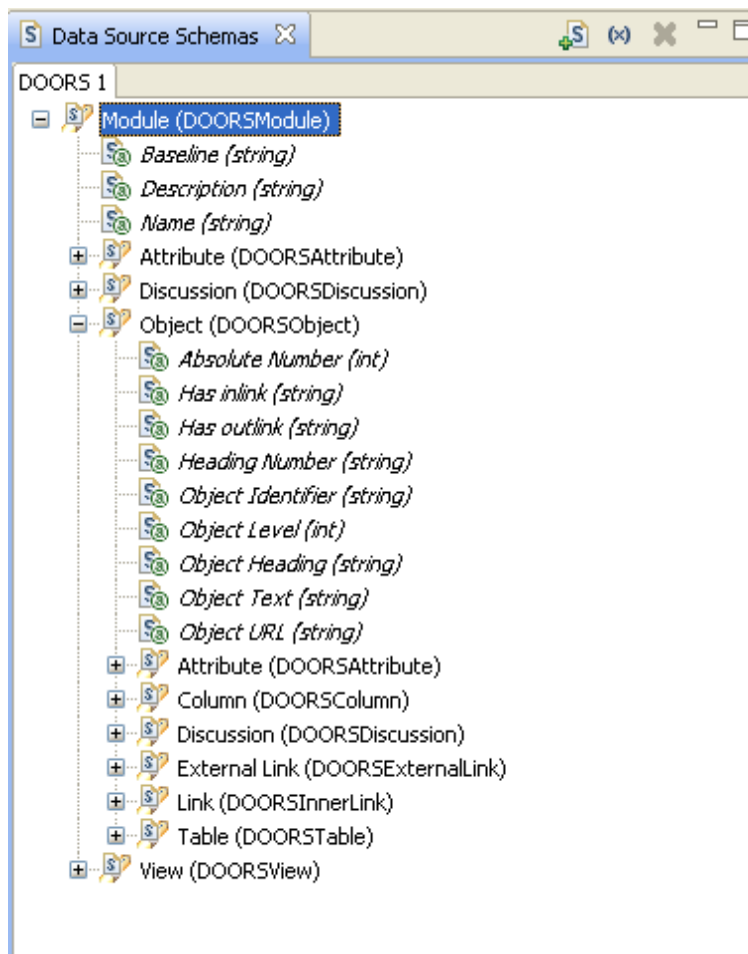 Data Source Schemas
DOORS 1
Module (DOORSModule)
Baseline (string)
Description (string)
Name (string)
Attribute (DOORSAttribute)
Discussion (DOORSDiscussion)
Object (DOORSObject)
Absolute Number (int)
Has inlink (string)
Has outlink (string)
Heading Number (string)
Object Identifier (string)
Object Level (int)
Object Heading (string)
Object Text (string)
Object URL (string)
Attribute (DOORSAttribute)
Column (DOORSColumn)
Discussion (DOORSDiscussion)
External Link (DOORSExternalLink)
Link (DOORSInnerLink)
Table (DOORSTable)
View (DOORSView)